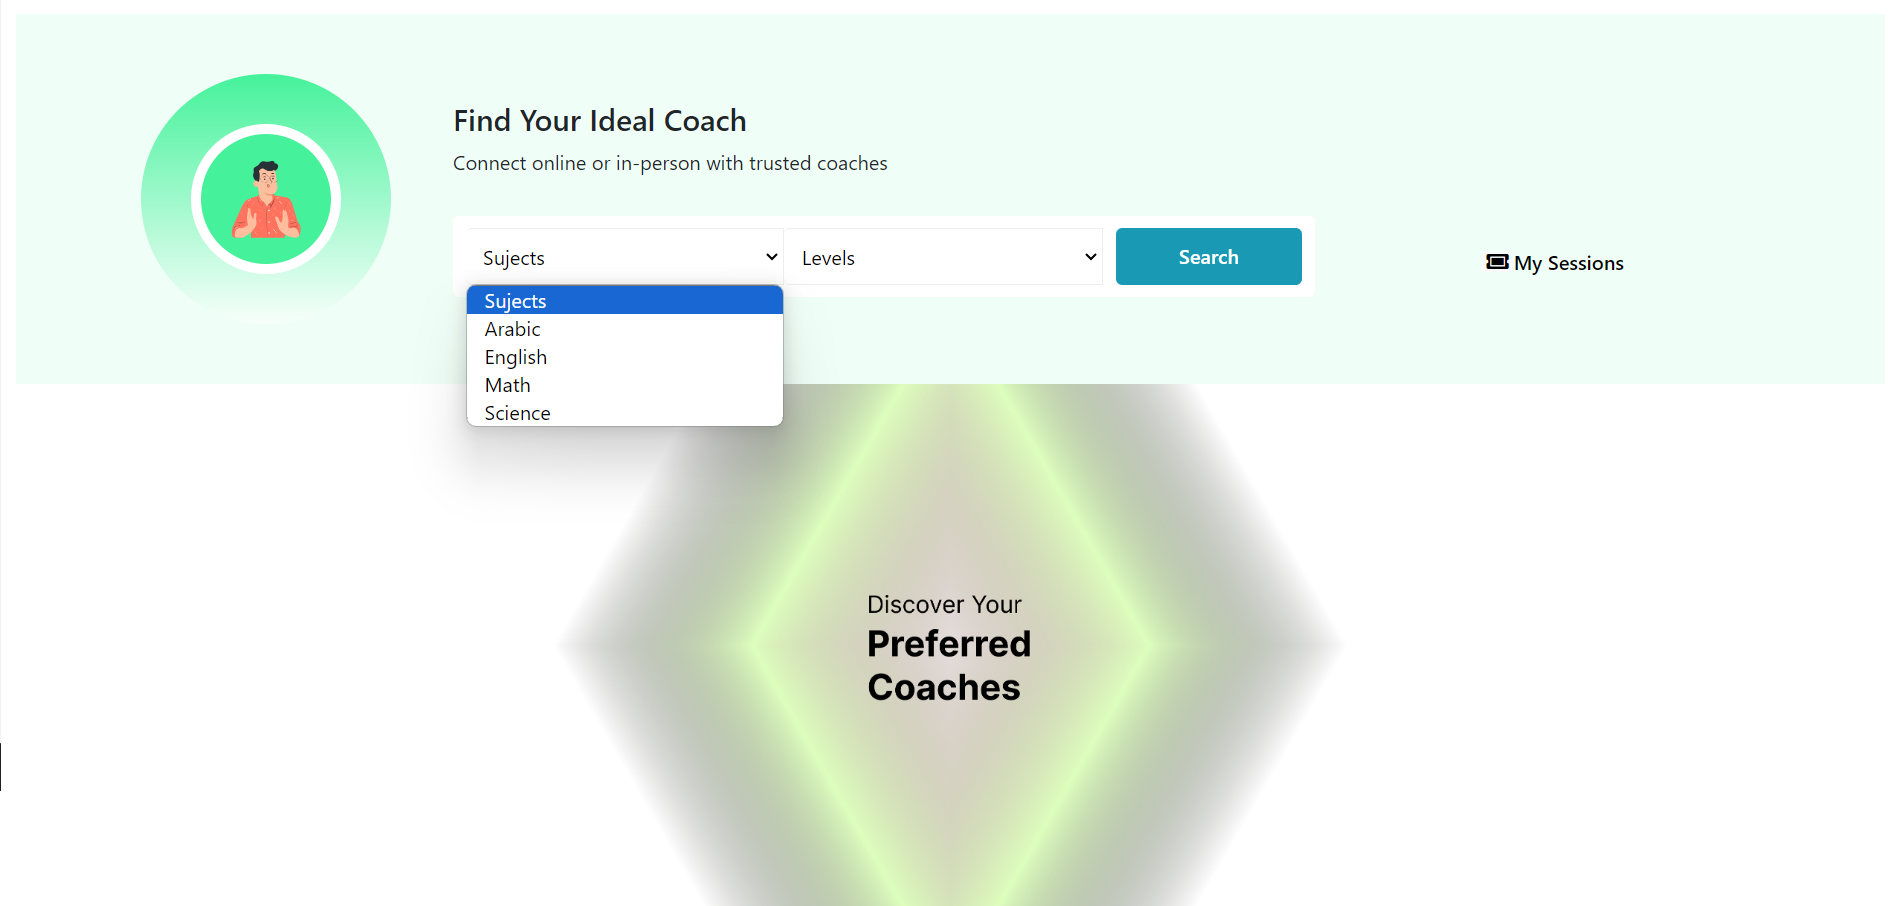 Find Your Ideal Coach
Connect online or in-person with trusted coaches
Sujects
Levels
Search
My Sessions
Sujects
Arabic
English
Math
Science
Discover Your
Preferred
Coaches